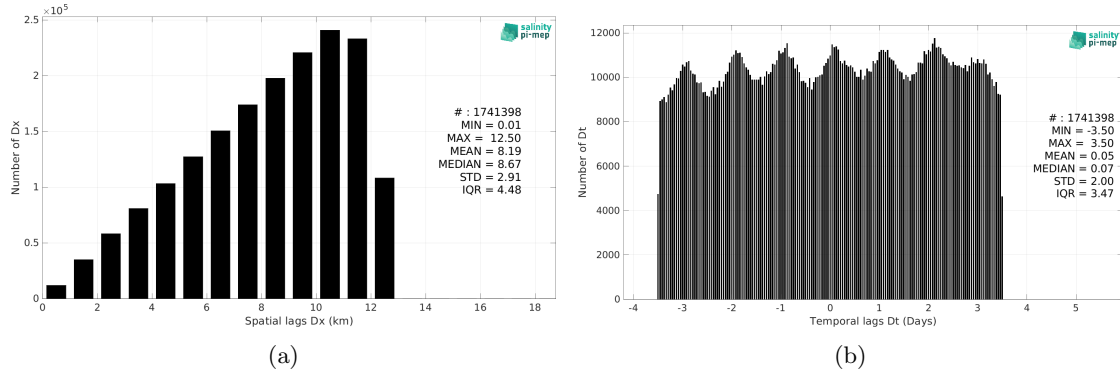 ×10⁵
2.5
2
1.5
1
0.5
0
Number of Dx
salinity
pi-mep
# : 1741398
MIN = 0.01
MAX = 12.50
MEAN = 8.19
MEDIAN = 8.67
STD = 2.91
IQR = 4.48
0 2 4 6 8 10 12 14 16 18
Spatial lags Dx (km)
(a)
12000
10000
8000
6000
4000
2000
0
Number of Dt
salinity
pi-mep
# : 1741398
MIN = -3.50
MAX = 3.50
MEAN = 0.05
MEDIAN = 0.07
STD = 2.00
IQR = 3.47
-4 -3 -2 -1 0 1 2 3 4 5
Temporal lags Dt (Days)
(b)